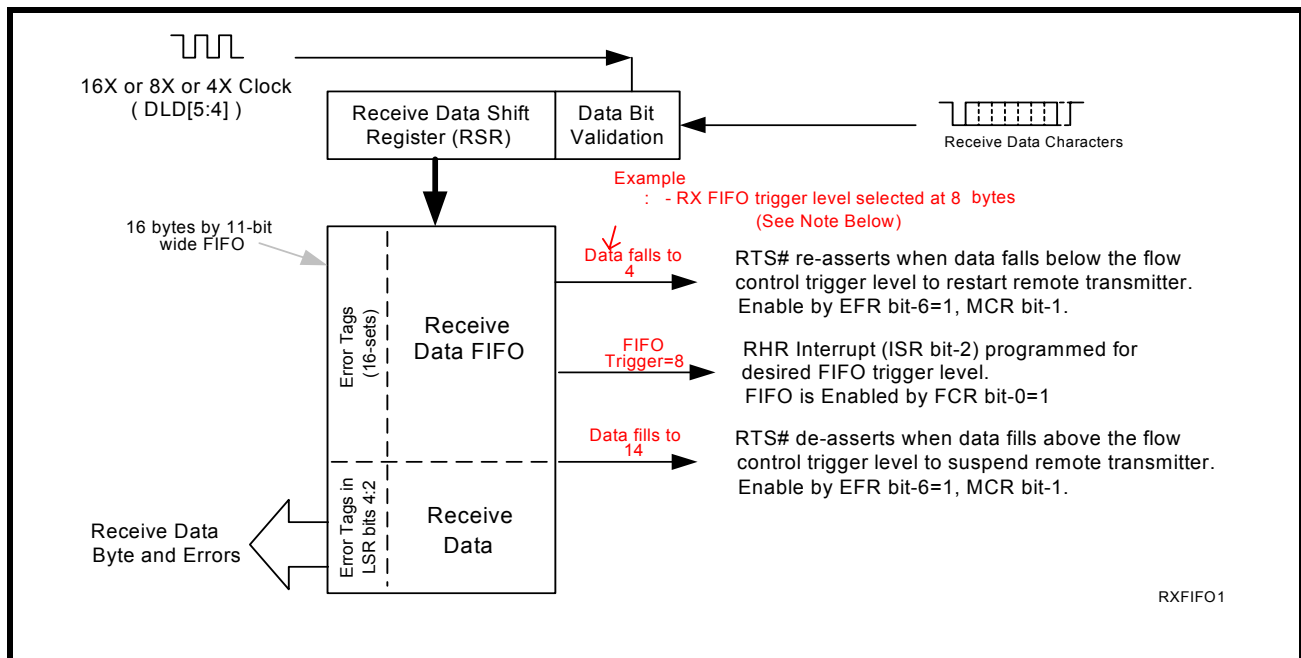 16X or 8X or 4X Clock
( DLD[5:4] )
Receive Data Shift
Register (RSR)
Data Bit
Validation
Receive Data Characters
Example
: - RX FIFO trigger level selected at 8 bytes
(See Note Below)
16 bytes by 11-bit
wide FIFO
Data falls to
4
RTS# re-asserts when data falls below the flow
control trigger level to restart remote transmitter.
Enable by EFR bit-6=1, MCR bit-1.
Error Tags
(16-sets)
Receive
Data FIFO
FIFO
Trigger=8
RHR Interrupt (ISR bit-2) programmed for
desired FIFO trigger level.
FIFO is Enabled by FCR bit-0=1
Data fills to
14
RTS# de-asserts when data fills above the flow
control trigger level to suspend remote transmitter.
Enable by EFR bit-6=1, MCR bit-1.
Error Tags in
LSR bits 4:2
Receive
Data
Receive Data
Byte and Errors
RXFIFO1